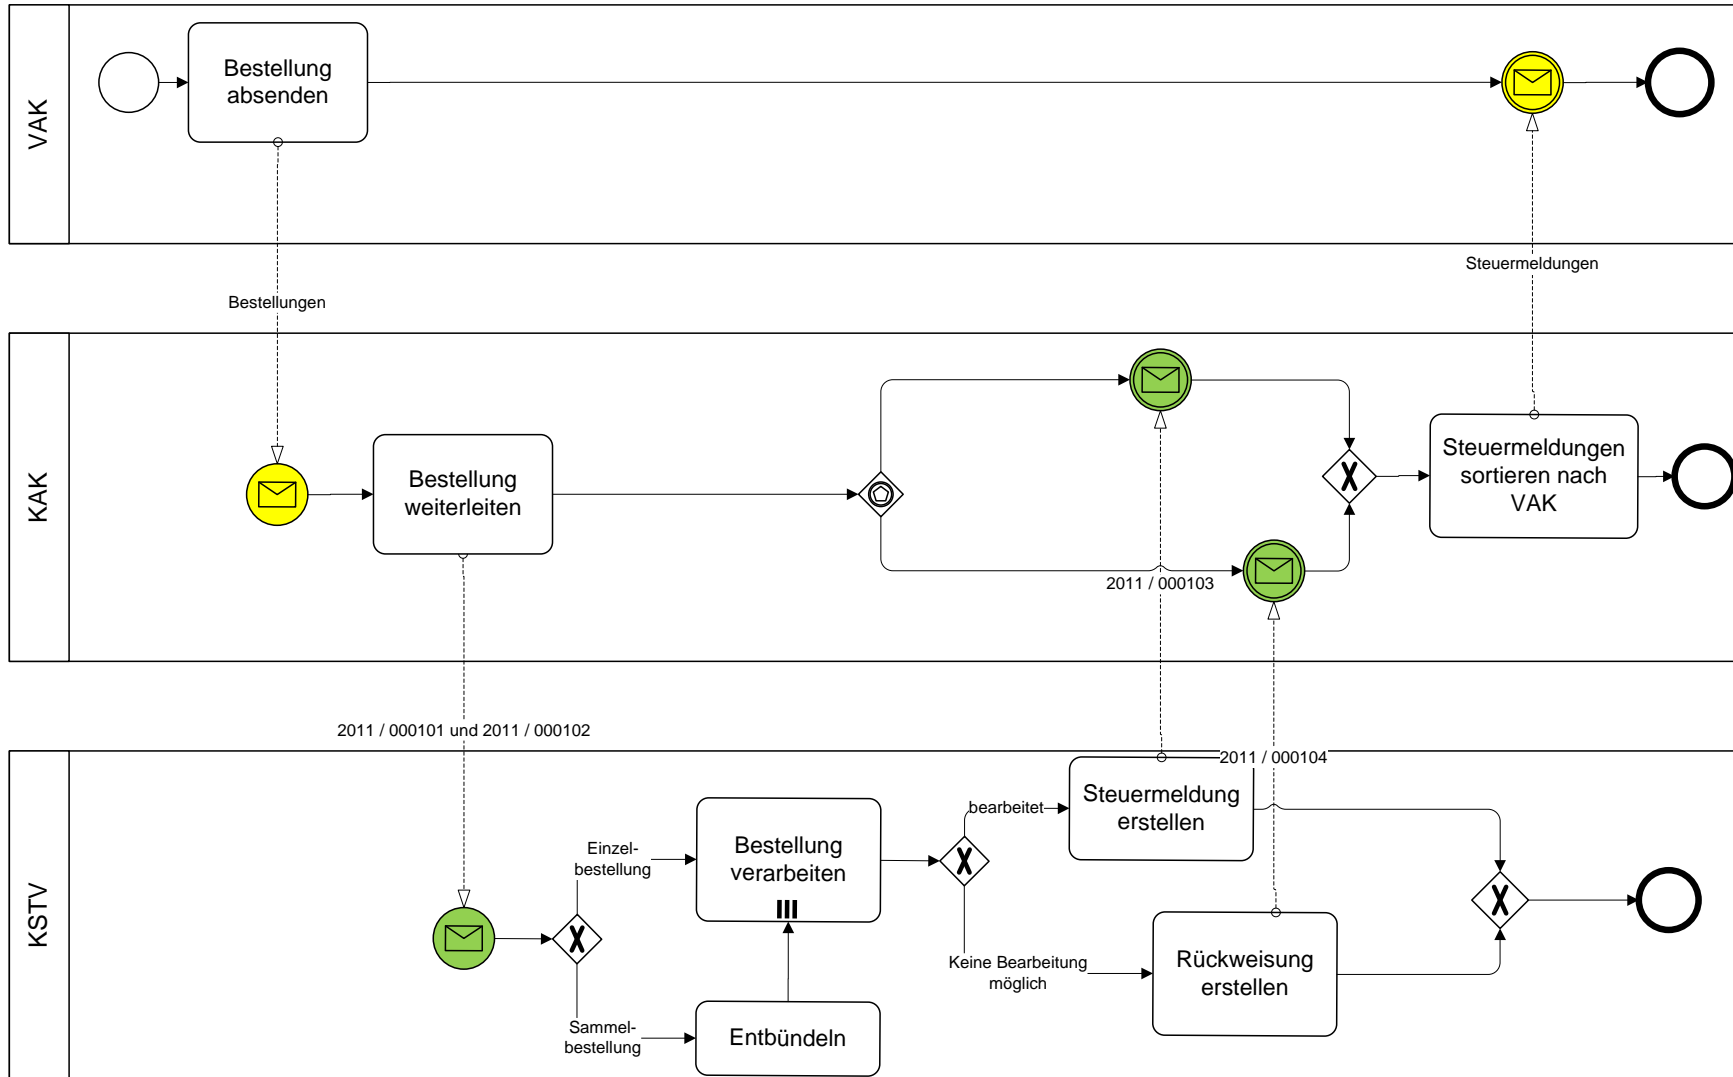 VAK
Bestellung
absenden
Bestellungen
Steuermeldungen
KAK
Bestellung
weiterleiten
Steuermeldungen
sortieren nach
VAK
2011 / 000103
2011 / 000101 und 2011 / 000102
2011 / 000104
KSTV
Einzel-
bestellung
Bestellung
verarbeiten
bearbeitet
Steuermeldung
erstellen
Keine Bearbeitung
möglich
Rückweisung
erstellen
Sammel-
bestellung
Entbündeln